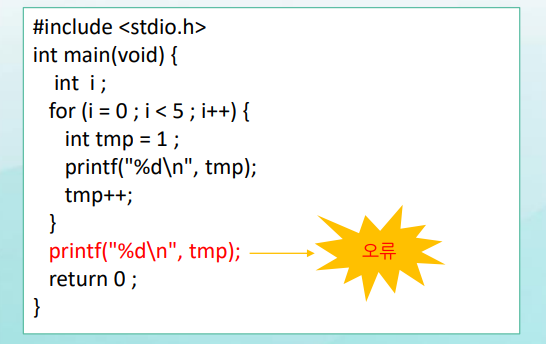 #include <stdio.h>
int main(void) {
int i ;
for (i = 0 ; i < 5 ; i++) {
int tmp = 1 ;
printf("%d\n", tmp);
tmp++;
}
printf("%d\n", tmp);
오류
return 0 ;
}